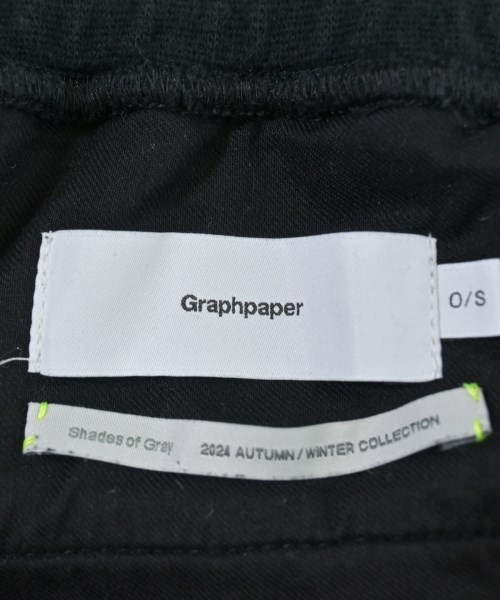 Graphpaper
O/S
Shades of Gray 2024 AUTUMN / WINTER COLLECTION